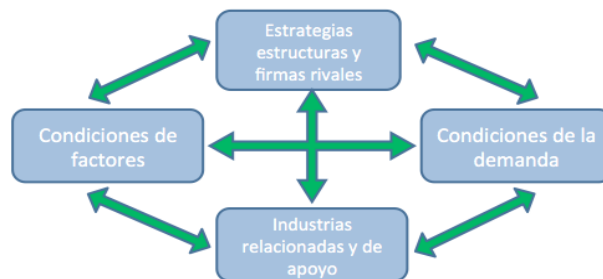 Estrategias
estructuras y
firmas rivales
Condiciones de
factores
Condiciones de la
demanda
Industrias
relacionadas y de
apoyo